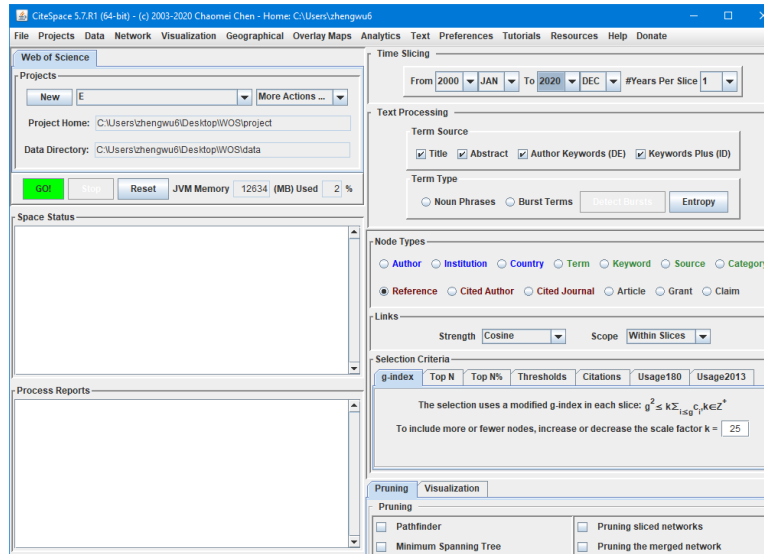 CiteSpace 5.7.R1 (64-bit) - (c) 2003-2020 Chaomei Chen - Home: C:\Users\zhengwu6
File Projects Data Network Visualization Geographical Overlay Maps Analytics Text Preferences Tutorials Resources Help Donate
Web of Science
Projects
New E More Actions ...
Project Home: C:\Users\zhengwu6\Desktop\WOS\project
Data Directory: C:\Users\zhengwu6\Desktop\WOS\data
GO! Stop Reset JVM Memory 12634 (MB) Used 2 %
Space Status
Process Reports
Time Slicing
From 2000 JAN To 2020 DEC #Years Per Slice 1
Text Processing
Term Source
Title Abstract Author Keywords (DE) Keywords Plus (ID)
Term Type
Noun Phrases Burst Terms Detect Bursts Entropy
Node Types
Author Institution Country Term Keyword Source Category
Reference Cited Author Cited Journal Article Grant Claim
Links
Strength Cosine Scope Within Slices
Selection Criteria
g-index Top N Top N% Thresholds Citations Usage180 Usage2013
The selection uses a modified g-index in each slice: g² ≤ kΣ_{i≤g} c_i, k∈Z⁺
To include more or fewer nodes, increase or decrease the scale factor k = 25
Pruning Visualization
Pruning
Pathfinder Pruning sliced networks
Minimum Spanning Tree Pruning the merged network